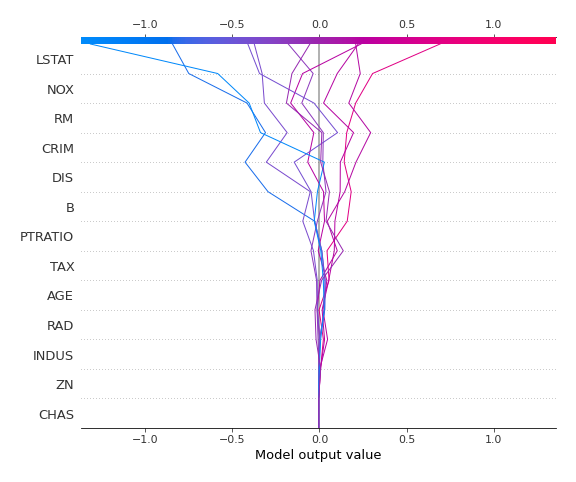 −1.0 −0.5 0.0 0.5 1.0
LSTAT
NOX
RM
CRIM
DIS
B
PTRATIO
TAX
AGE
RAD
INDUS
ZN
CHAS
−1.0 −0.5 0.0 0.5 1.0
Model output value